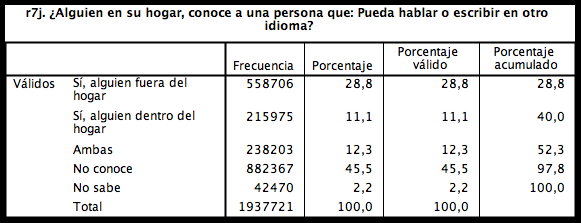 r7j. ¿Alguien en su hogar, conoce a una persona que: Pueda hablar o escribir en otro
idioma?
Frecuencia Porcentaje Porcentaje válido Porcentaje acumulado
Válidos Sí, alguien fuera del hogar 558706 28,8 28,8 28,8
Sí, alguien dentro del hogar 215975 11,1 11,1 40,0
Ambas 238203 12,3 12,3 52,3
No conoce 882367 45,5 45,5 97,8
No sabe 42470 2,2 2,2 100,0
Total 1937721 100,0 100,0